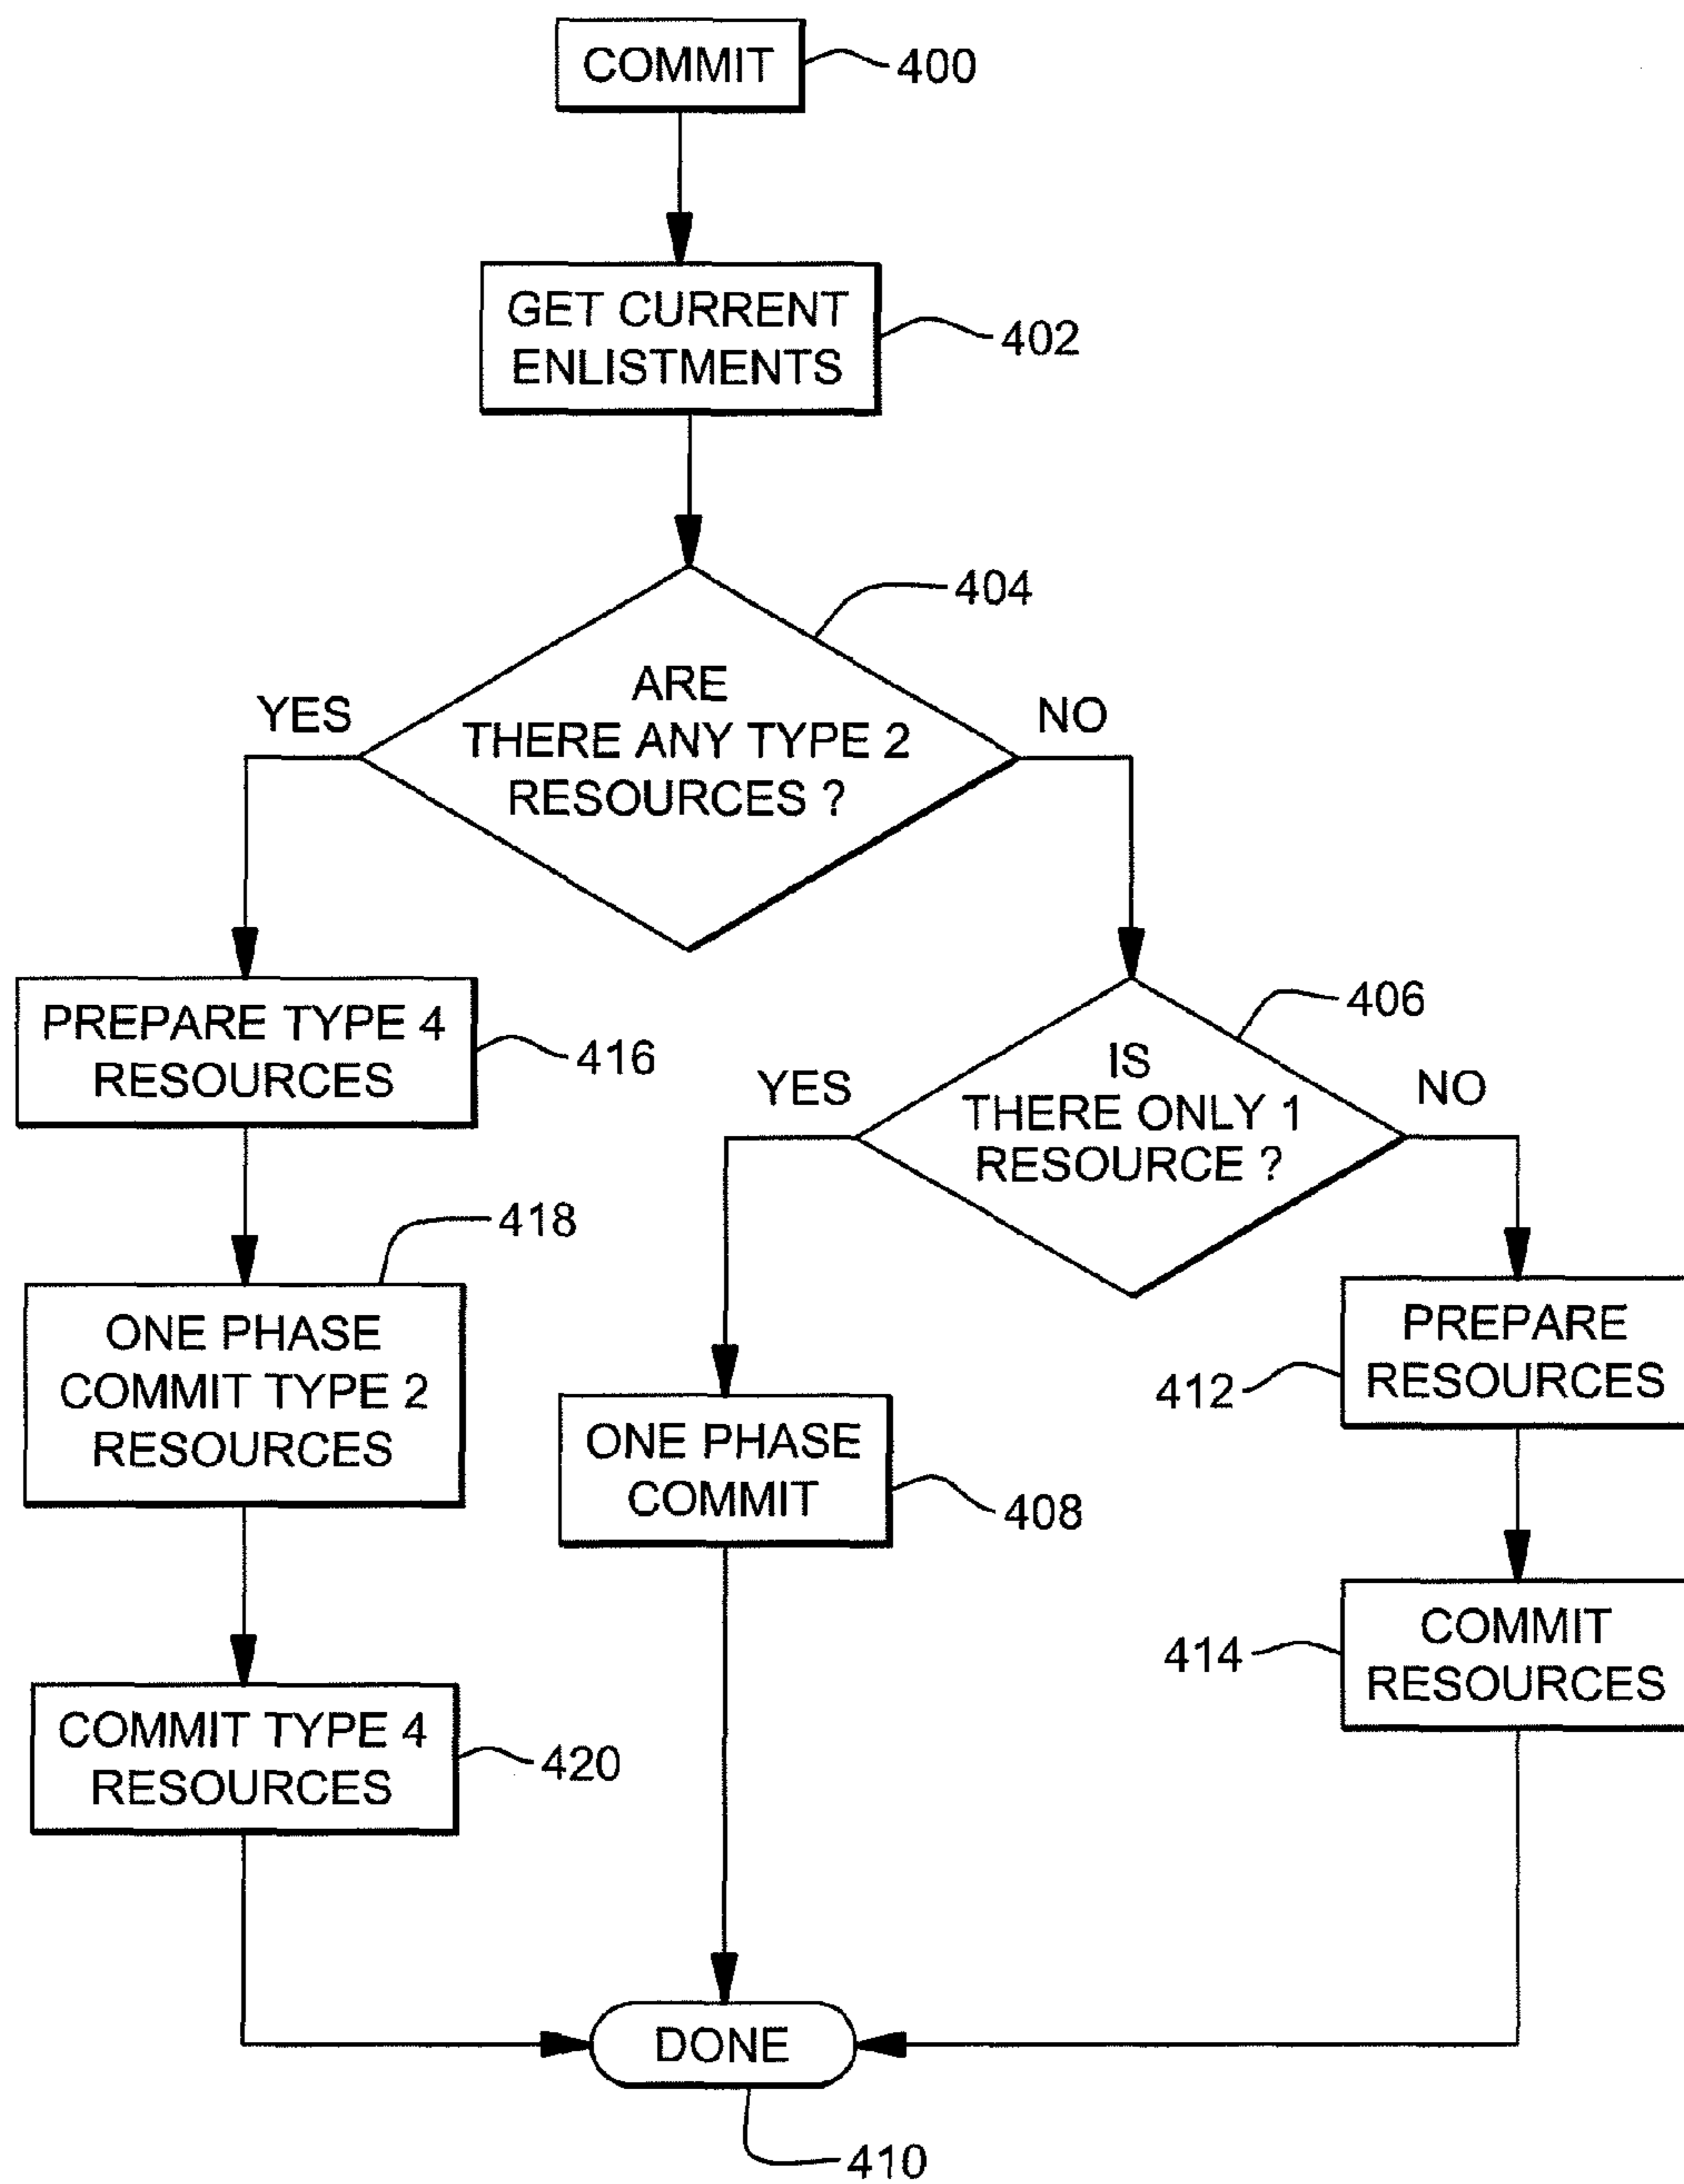 COMMIT
400
GET CURRENT
ENLISTMENTS
402
404
ARE
THERE ANY TYPE 2
RESOURCES ?
YES
NO
PREPARE TYPE 4
RESOURCES
416
406
IS
THERE ONLY 1
RESOURCE ?
YES
NO
418
ONE PHASE
COMMIT TYPE 2
RESOURCES
ONE PHASE
COMMIT
408
PREPARE
RESOURCES
412
COMMIT
RESOURCES
414
COMMIT TYPE 4
RESOURCES
420
DONE
410